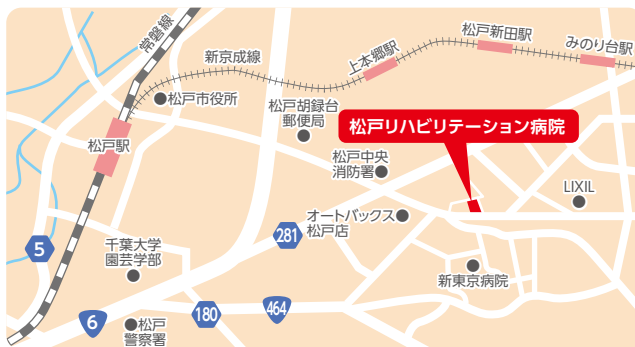 常磐線
新京成線
上本郷駅
松戸新田駅
みのり台駅
松戸市役所
松戸胡録台
郵便局
松戸リハビリテーション病院
松戸駅
松戸中央
消防署
LIXIL
オートバックス
松戸店
281
5
千葉大学
園芸学部
新東京病院
6
180
464
松戸
警察署